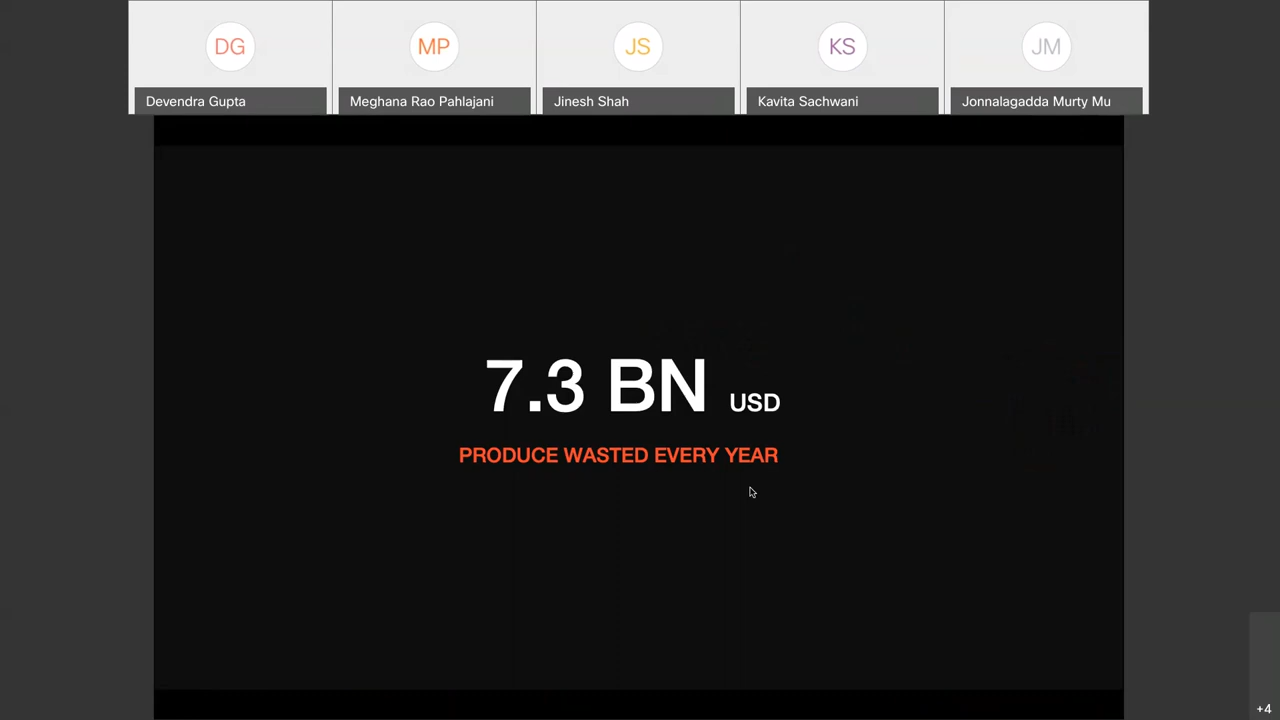 DG
MP
JS
KS
JM
Devendra Gupta
Meghana Rao Pahlajani
Jinesh Shah
Kavita Sachwani
Jonnalagadda Murty Mu
7.3 BN USD
PRODUCE WASTED EVERY YEAR
+4